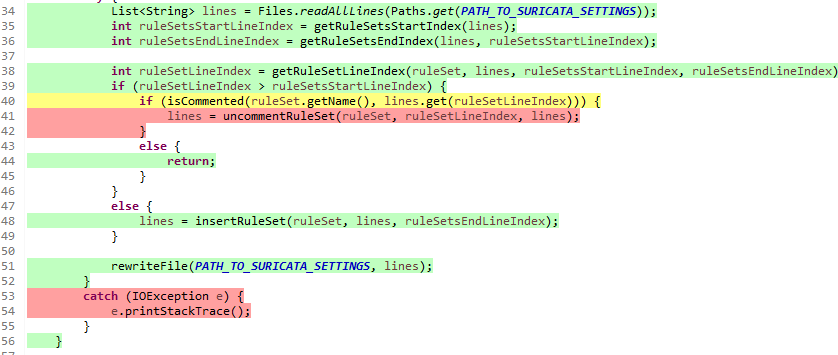 34 List<String> lines = Files.readAllLines(Paths.get(PATH_TO_SURICATA_SETTINGS));
35 int ruleSetsStartLineIndex = getRuleSetsStartIndex(lines);
36 int ruleSetsEndLineIndex = getRuleSetsEndIndex(lines, ruleSetsStartLineIndex);
37
38 int ruleSetLineIndex = getRuleSetLineIndex(ruleSet, lines, ruleSetsStartLineIndex, ruleSetsEndLineIndex)
39 if (ruleSetLineIndex > ruleSetsStartLineIndex) {
40 if (isCommented(ruleSet.getName(), lines.get(ruleSetLineIndex))) {
41 lines = uncommentRuleSet(ruleSet, ruleSetLineIndex, lines);
42 }
43 else {
44 return;
45 }
46 }
47 else {
48 lines = insertRuleSet(ruleSet, lines, ruleSetsEndLineIndex);
49 }
50
51 rewriteFile(PATH_TO_SURICATA_SETTINGS, lines);
52 }
53 catch (IOException e) {
54 e.printStackTrace();
55 }
56 }